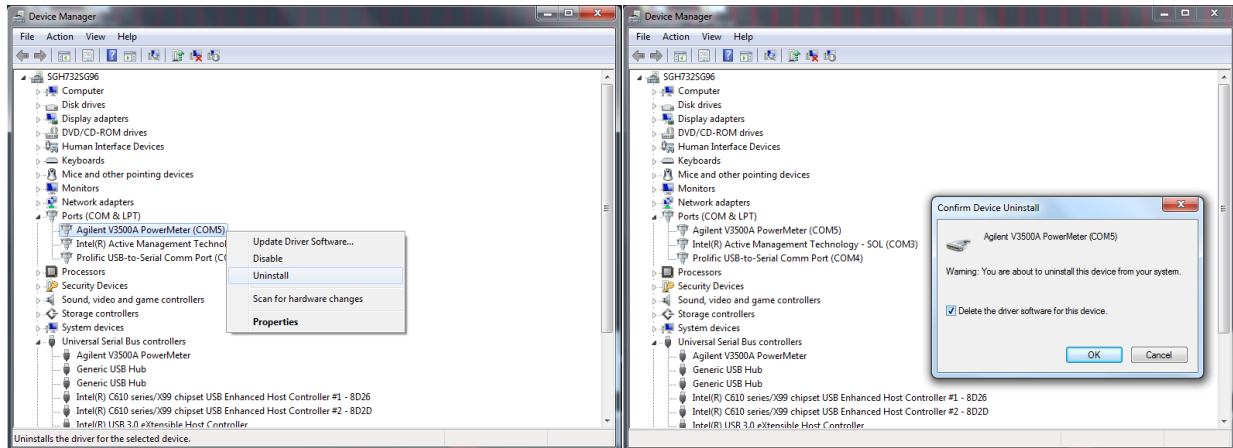 Device Manager
File Action View Help
SGH732SG96
Computer
Disk drives
Display adapters
DVD/CD-ROM drives
Human Interface Devices
Keyboards
Mice and other pointing devices
Monitors
Network adapters
Ports (COM & LPT)
Agilent V3500A PowerMeter (COM5)
Intel(R) Active Management Technol
Prolific USB-to-Serial Comm Port (CO
Processors
Security Devices
Sound, video and game controllers
Storage controllers
System devices
Universal Serial Bus controllers
Agilent V3500A PowerMeter
Generic USB Hub
Generic USB Hub
Intel(R) C610 series/X99 chipset USB Enhanced Host Controller #1 - 8D26
Intel(R) C610 series/X99 chipset USB Enhanced Host Controller #2 - 8D2D
Intel(R) USB 3.0 eXtensible Host Controller
Uninstalls the driver for the selected device.
Update Driver Software...
Disable
Uninstall
Scan for hardware changes
Properties
Device Manager
File Action View Help
SGH732SG96
Computer
Disk drives
Display adapters
DVD/CD-ROM drives
Human Interface Devices
Keyboards
Mice and other pointing devices
Monitors
Network adapters
Ports (COM & LPT)
Agilent V3500A PowerMeter (COM5)
Intel(R) Active Management Technology - SOL (COM3)
Prolific USB-to-Serial Comm Port (COM4)
Processors
Security Devices
Sound, video and game controllers
Storage controllers
System devices
Universal Serial Bus controllers
Agilent V3500A PowerMeter
Generic USB Hub
Generic USB Hub
Intel(R) C610 series/X99 chipset USB Enhanced Host Controller #1 - 8D26
Intel(R) C610 series/X99 chipset USB Enhanced Host Controller #2 - 8D2D
Intel(R) USB 3.0 eXtensible Host Controller
Confirm Device Uninstall
Agilent V3500A PowerMeter (COM5)
Warning: You are about to uninstall this device from your system.
Delete the driver software for this device.
OK Cancel